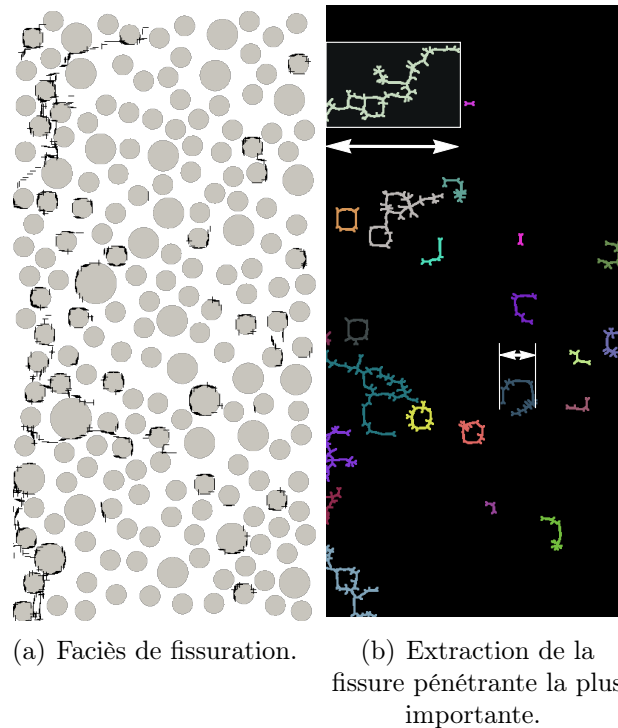 (a) Faciès de fissuration.
(b) Extraction de la
fissure pénétrante la plus
importante.